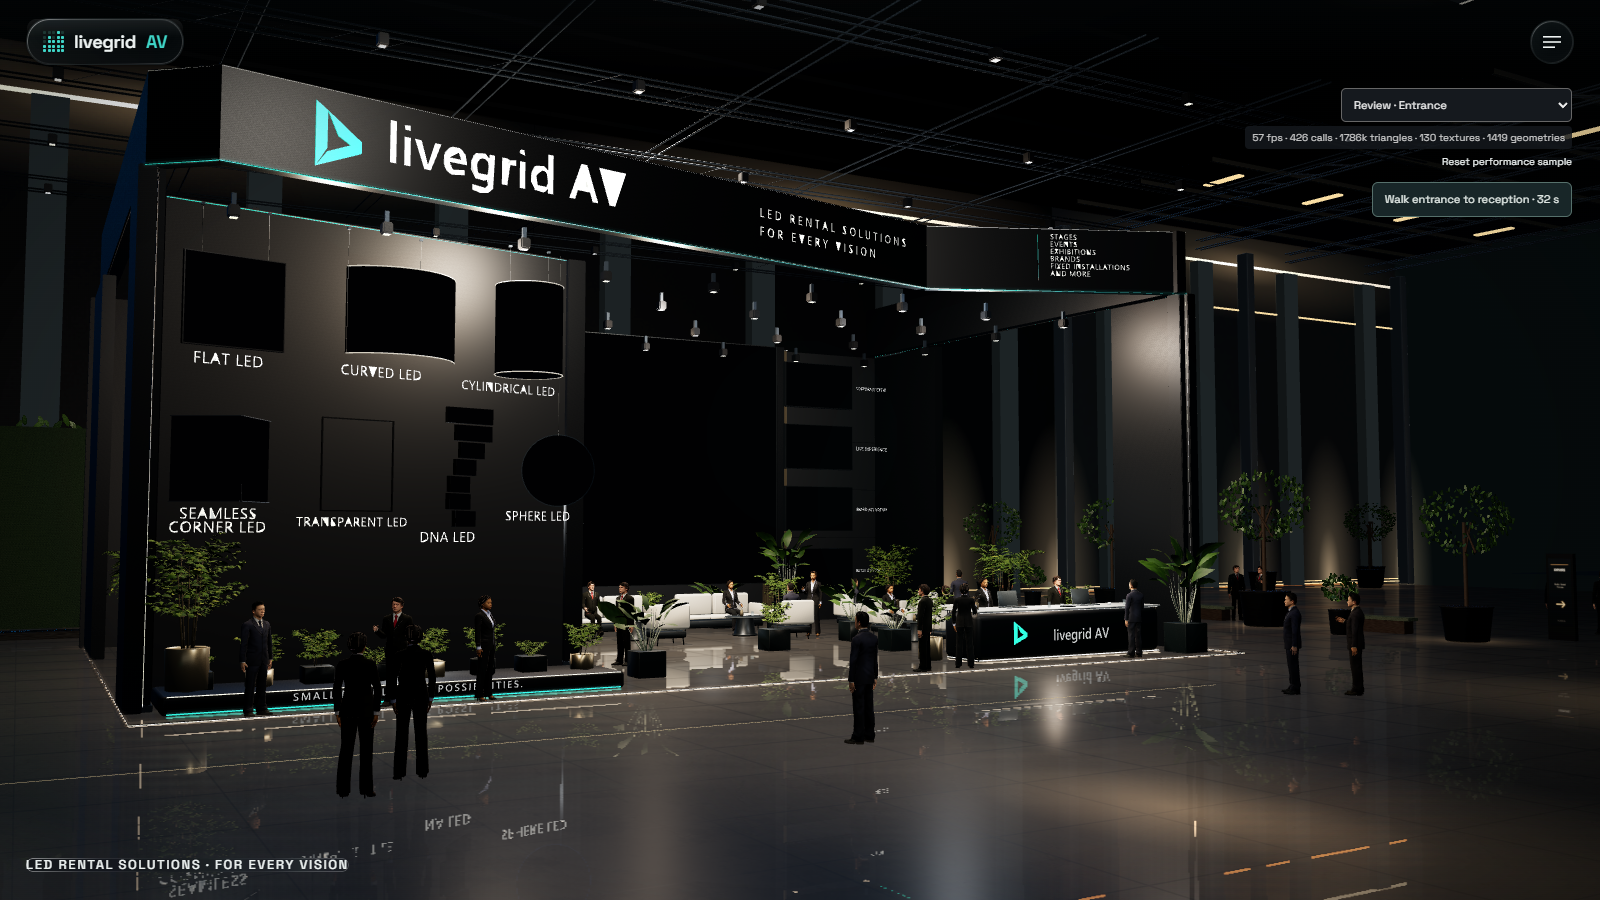 livegrid AV
Review · Entrance
57 fps · 426 calls · 1786k triangles · 130 textures · 1419 geometries
Reset performance sample
Walk entrance to reception · 32 s
livegrid AV
LED RENTAL SOLUTIONS
FOR EVERY VISION
STAGES
EVENTS
EXHIBITIONS
BRANDS
FIXED INSTALLATIONS
AND MORE
FLAT LED
CURVED LED
CYLINDRICAL LED
SEAMLESS
CORNER LED
TRANSPARENT LED
DNA LED
SPHERE LED
livegrid AV
LED RENTAL SOLUTIONS · FOR EVERY VISION